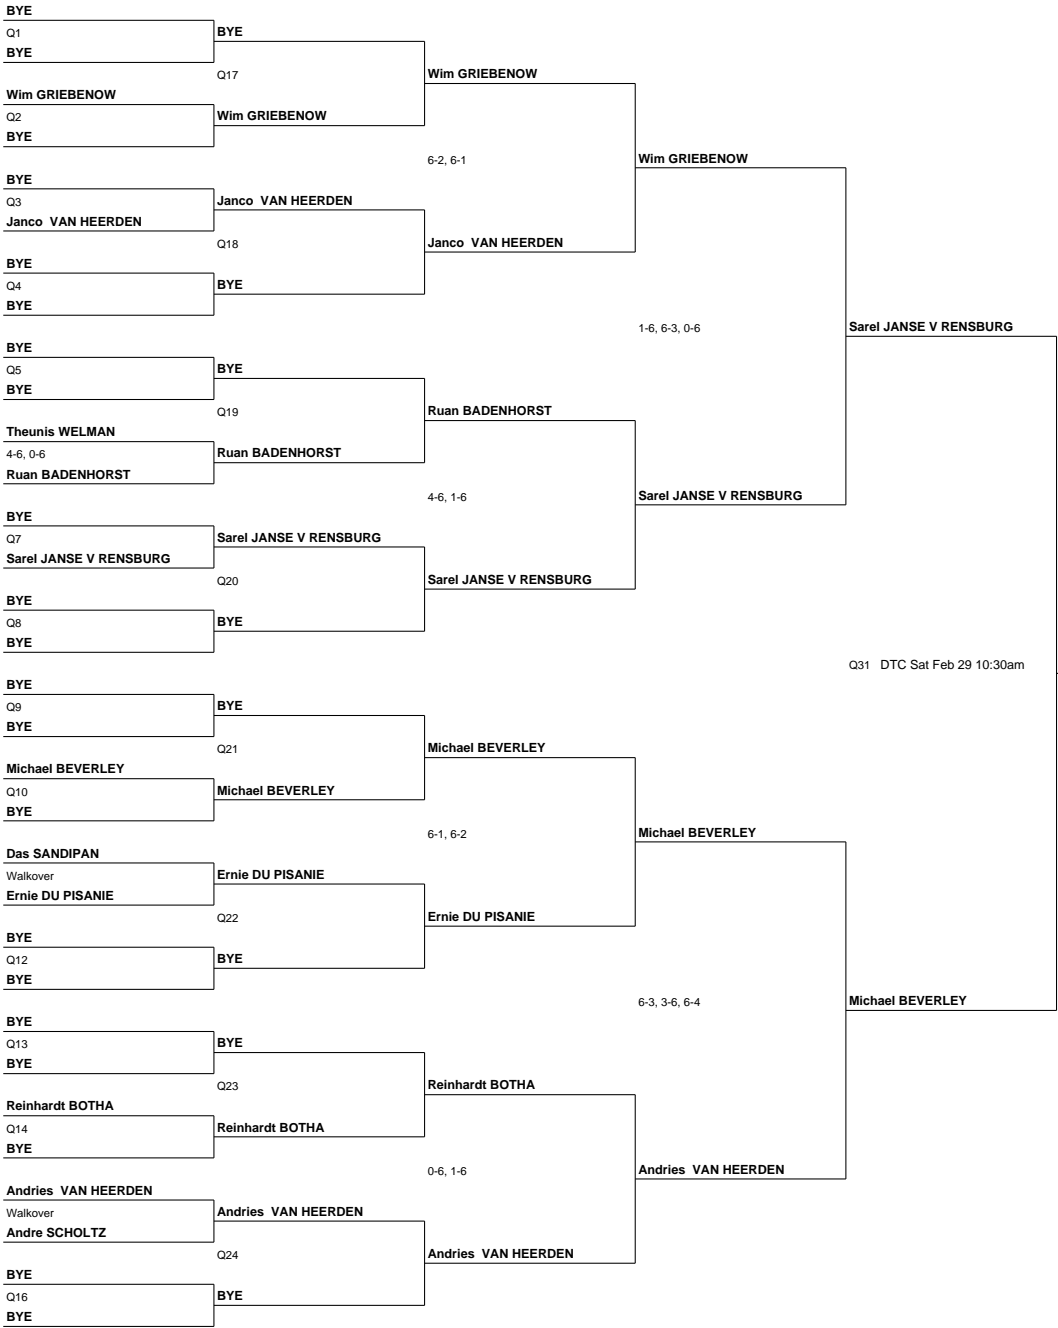 BYE
Q1
BYE
BYE
Q17
Wim GRIEBENOW
Wim GRIEBENOW
Q2
BYE
Wim GRIEBENOW
6-2, 6-1
Wim GRIEBENOW
BYE
Q3
Janco VAN HEERDEN
Janco VAN HEERDEN
Q18
Janco VAN HEERDEN
BYE
Q4
BYE
BYE
1-6, 6-3, 0-6
Sarel JANSE V RENSBURG
BYE
Q5
BYE
BYE
Q19
Ruan BADENHORST
Theunis WELMAN
4-6, 0-6
Ruan BADENHORST
Ruan BADENHORST
4-6, 1-6
Sarel JANSE V RENSBURG
BYE
Q7
Sarel JANSE V RENSBURG
Sarel JANSE V RENSBURG
Q20
Sarel JANSE V RENSBURG
BYE
Q8
BYE
BYE
Q31 DTC Sat Feb 29 10:30am
BYE
Q9
BYE
BYE
Q21
Michael BEVERLEY
Michael BEVERLEY
Q10
BYE
Michael BEVERLEY
6-1, 6-2
Michael BEVERLEY
Das SANDIPAN
Walkover
Ernie DU PISANIE
Ernie DU PISANIE
Q22
Ernie DU PISANIE
BYE
Q12
BYE
BYE
6-3, 3-6, 6-4
Michael BEVERLEY
BYE
Q13
BYE
BYE
Q23
Reinhardt BOTHA
Reinhardt BOTHA
Q14
BYE
Reinhardt BOTHA
0-6, 1-6
Andries VAN HEERDEN
Andries VAN HEERDEN
Walkover
Andre SCHOLTZ
Andries VAN HEERDEN
Q24
Andries VAN HEERDEN
BYE
Q16
BYE
BYE